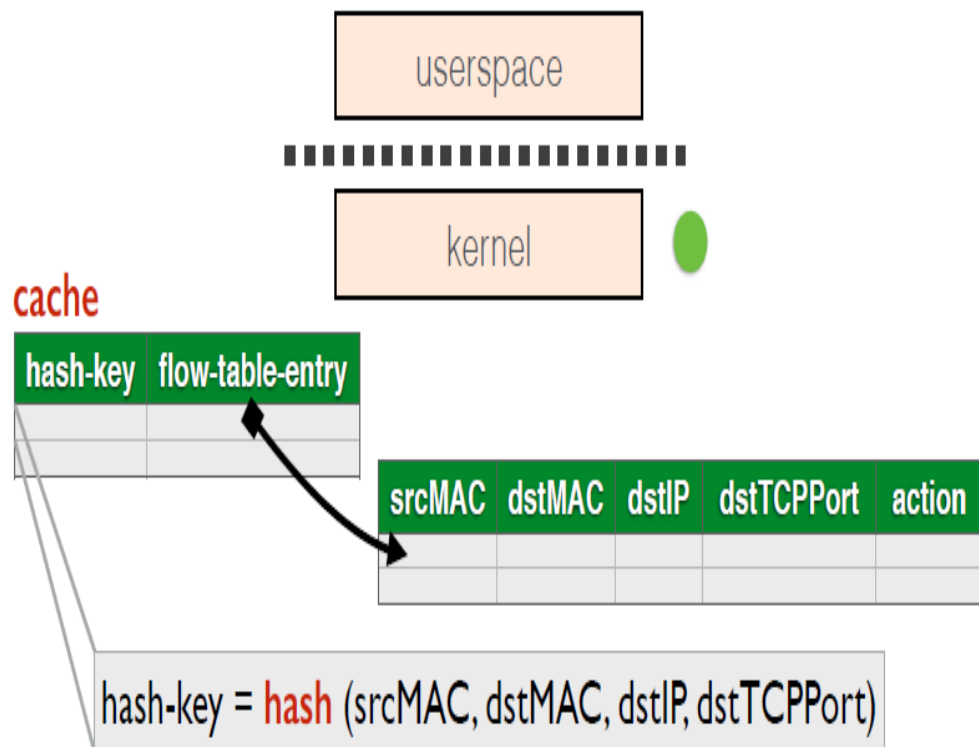 userspace
kernel
cache
hash-key flow-table-entry
srcMAC dstMAC dstIP dstTCPPort action
hash-key = hash (srcMAC, dstMAC, dstIP, dstTCPPort)